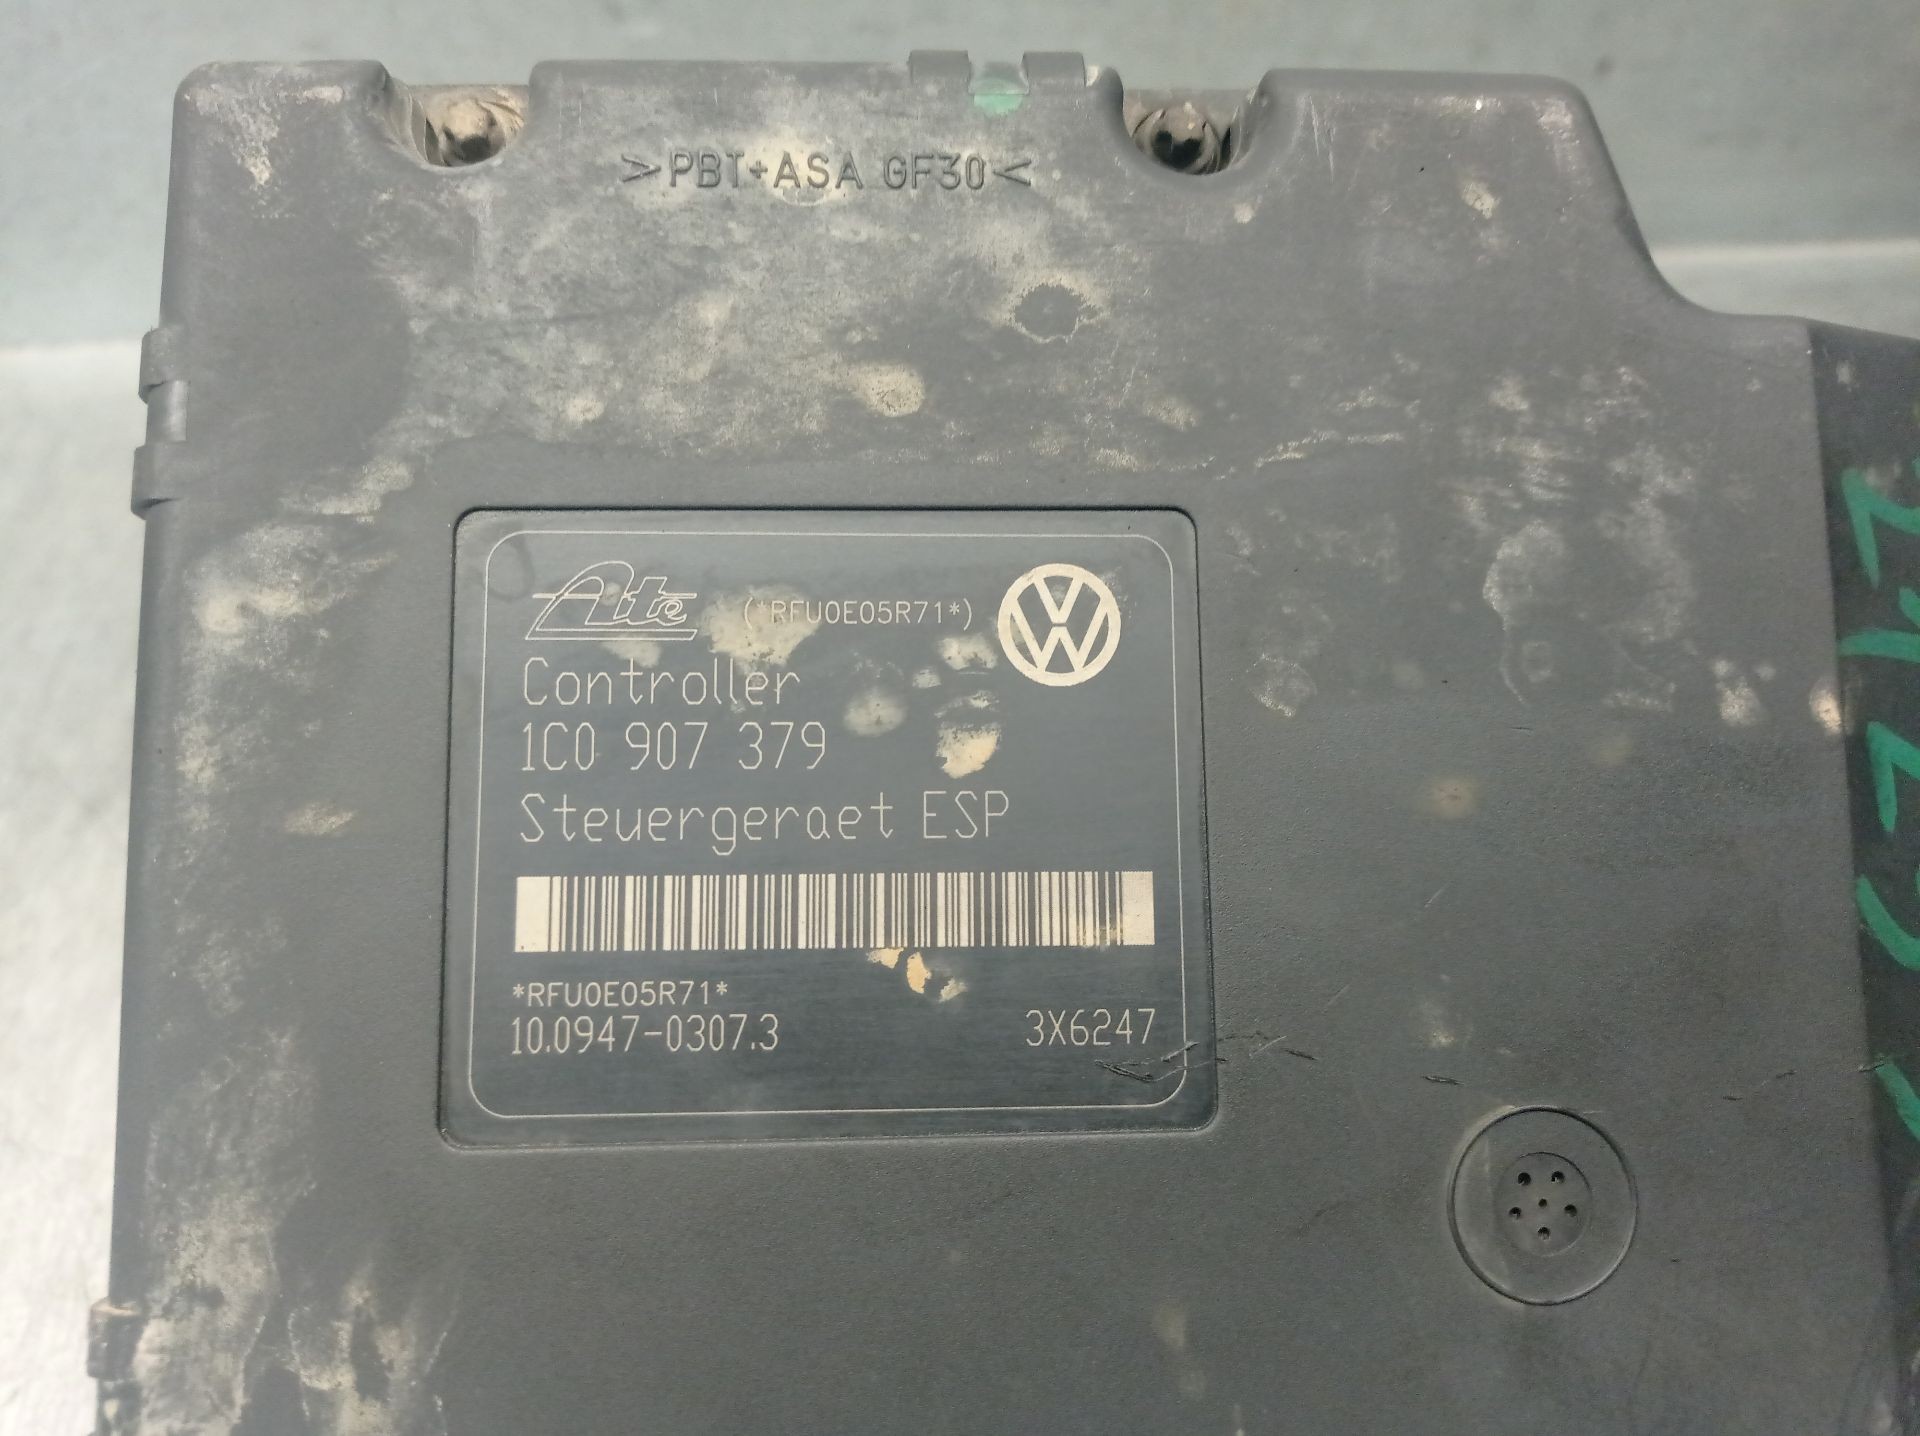 >PBT+ASA GF30<
Ate (*RFU0E05R71*)
Controller
1C0 907 379
Steuergeraet ESP
*RFU0E05R71*
10.0947-0307.3 3X6247